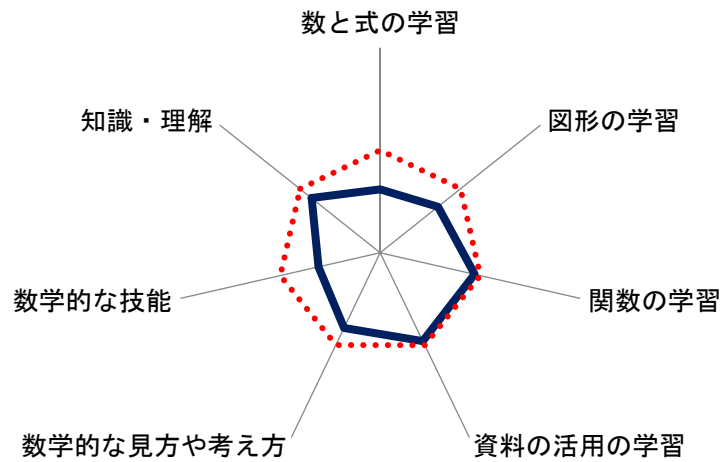 数と式の学習
知識・理解
図形の学習
数学的な技能
関数の学習
数学的な見方や考え方
資料の活用の学習